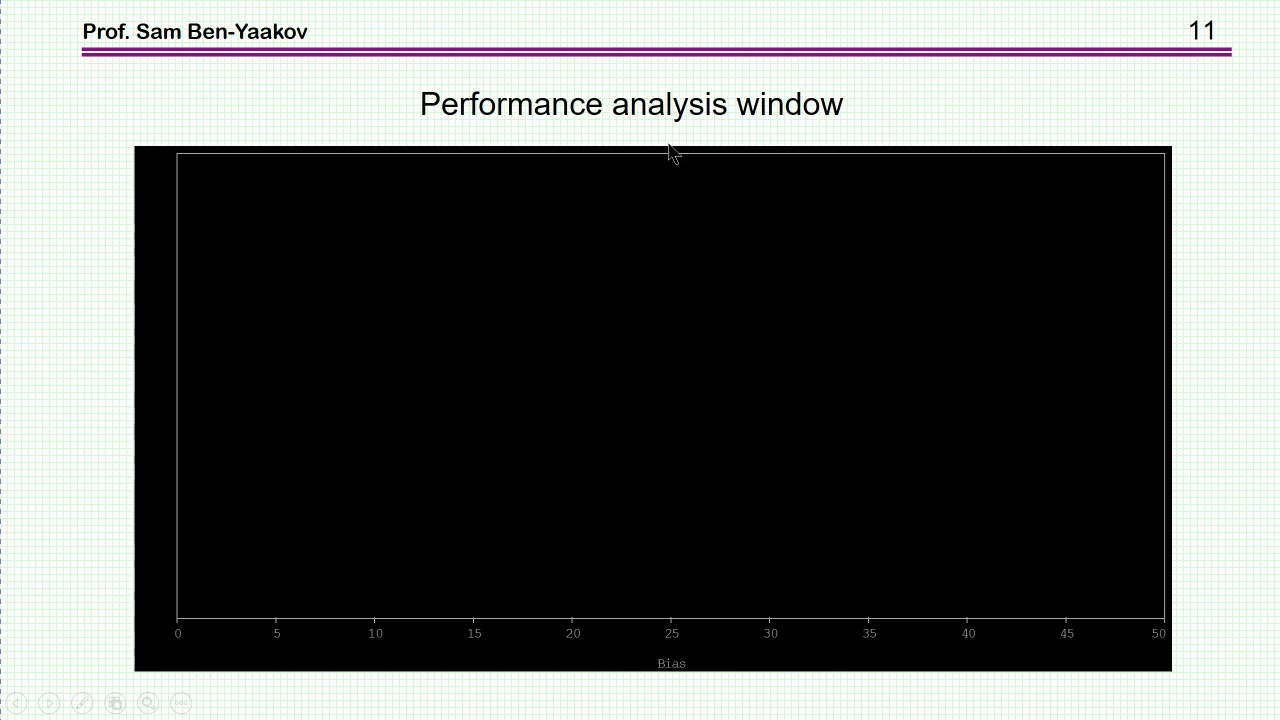 Prof. Sam Ben-Yaakov
11
Performance analysis window
0 5 10 15 20 25 30 35 40 45 50
Bias